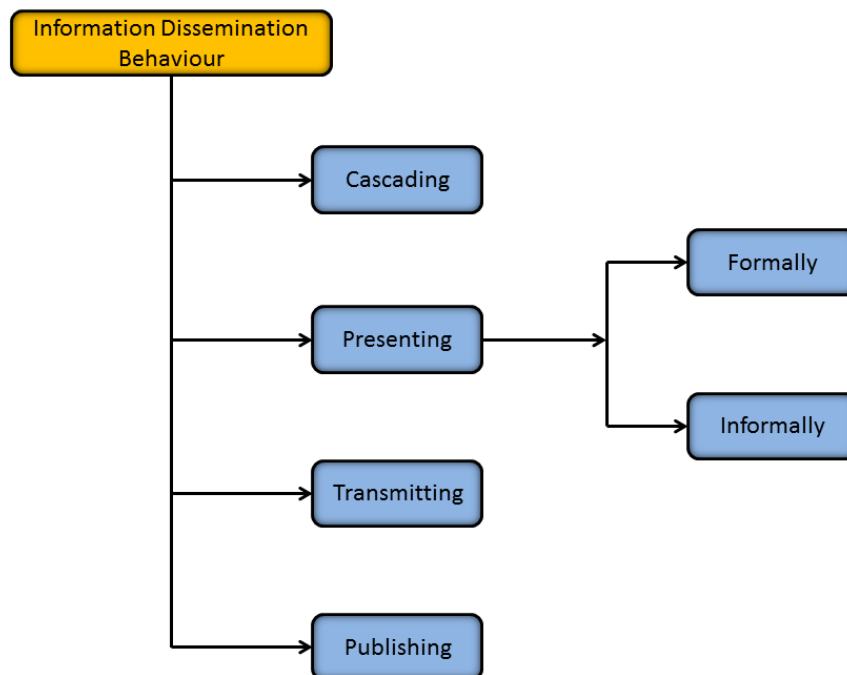 Information Dissemination
Behaviour
Cascading
Formally
Presenting
Informally
Transmitting
Publishing